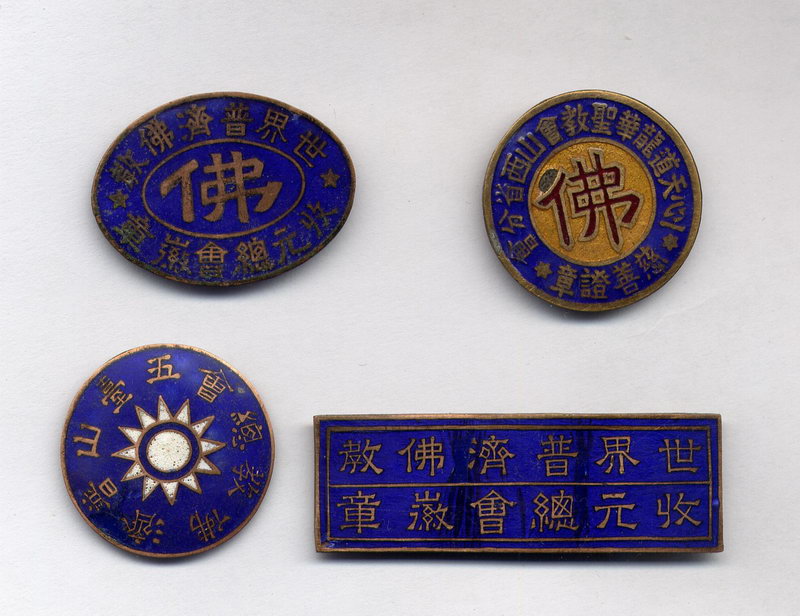 世界普濟佛教
佛
收元總會徽章
一心天道龍華聖教會山西省分會
佛
慈善證章
五臺山普濟佛教總會
世界普濟佛教
收元總會徽章